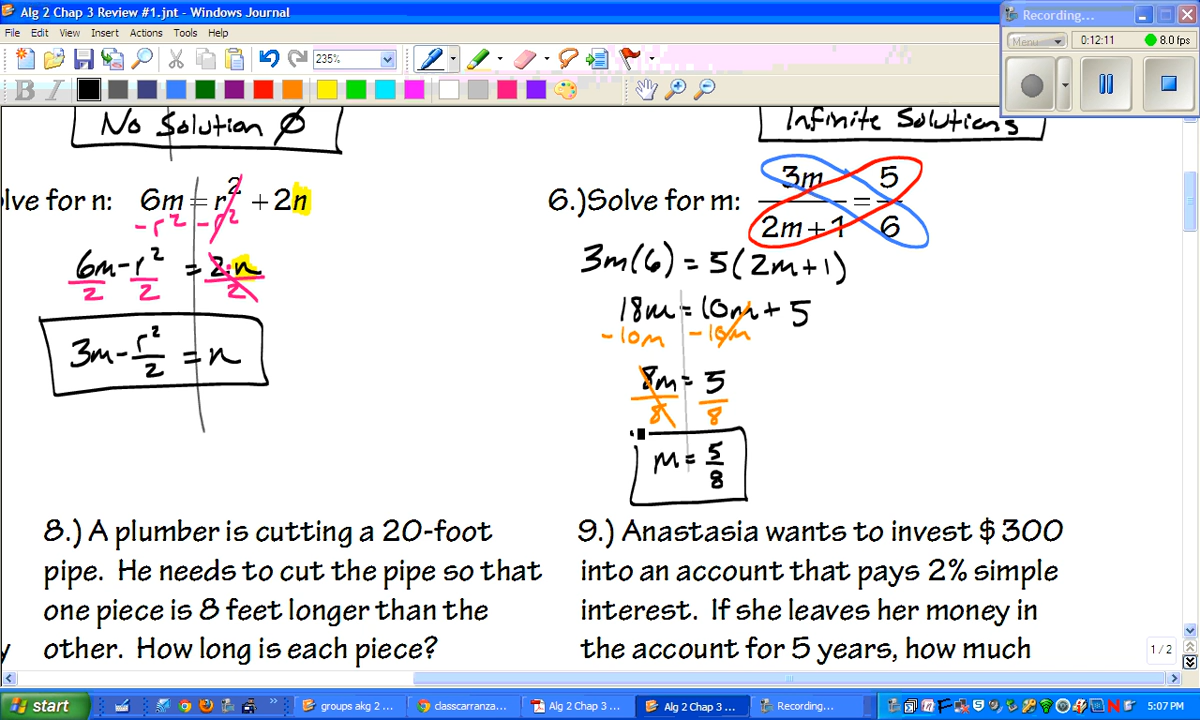 Alg 2 Chap 3 Review #1.jnt - Windows Journal
File Edit View Insert Actions Tools Help
235%
B I
Recording...
Menu 0:12:11 8.0 fps
No Solution Ø
Infinite Solutions
lve for n: 6m = r² + 2n
-r² -r²
6m - r² = 2·n
2 2 2
3m - r²/2 = n
6.)Solve for m: 3m/2m+1 = 5/6
3m(6) = 5(2m+1)
18m = 10m + 5
-10m -10m
8m = 5
8 8
m = 5/8
8.) A plumber is cutting a 20-foot
pipe. He needs to cut the pipe so that
one piece is 8 feet longer than the
y other. How long is each piece?
9.) Anastasia wants to invest $300
into an account that pays 2% simple
interest. If she leaves her money in
the account for 5 years, how much
1 / 2
start groups akg 2 ... classcarranza... Alg 2 Chap 3 ... Alg 2 Chap 3 ... Recording... 5:07 PM